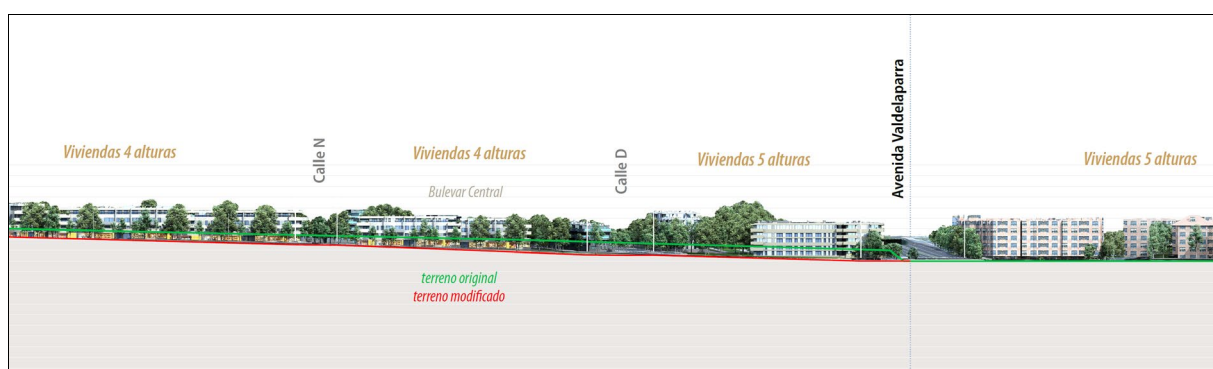 Viviendas 4 alturas
Calle N
Viviendas 4 alturas
Bulevar Central
Calle D
Viviendas 5 alturas
Avenida Valdelaparra
Viviendas 5 alturas
terreno original
terreno modificado